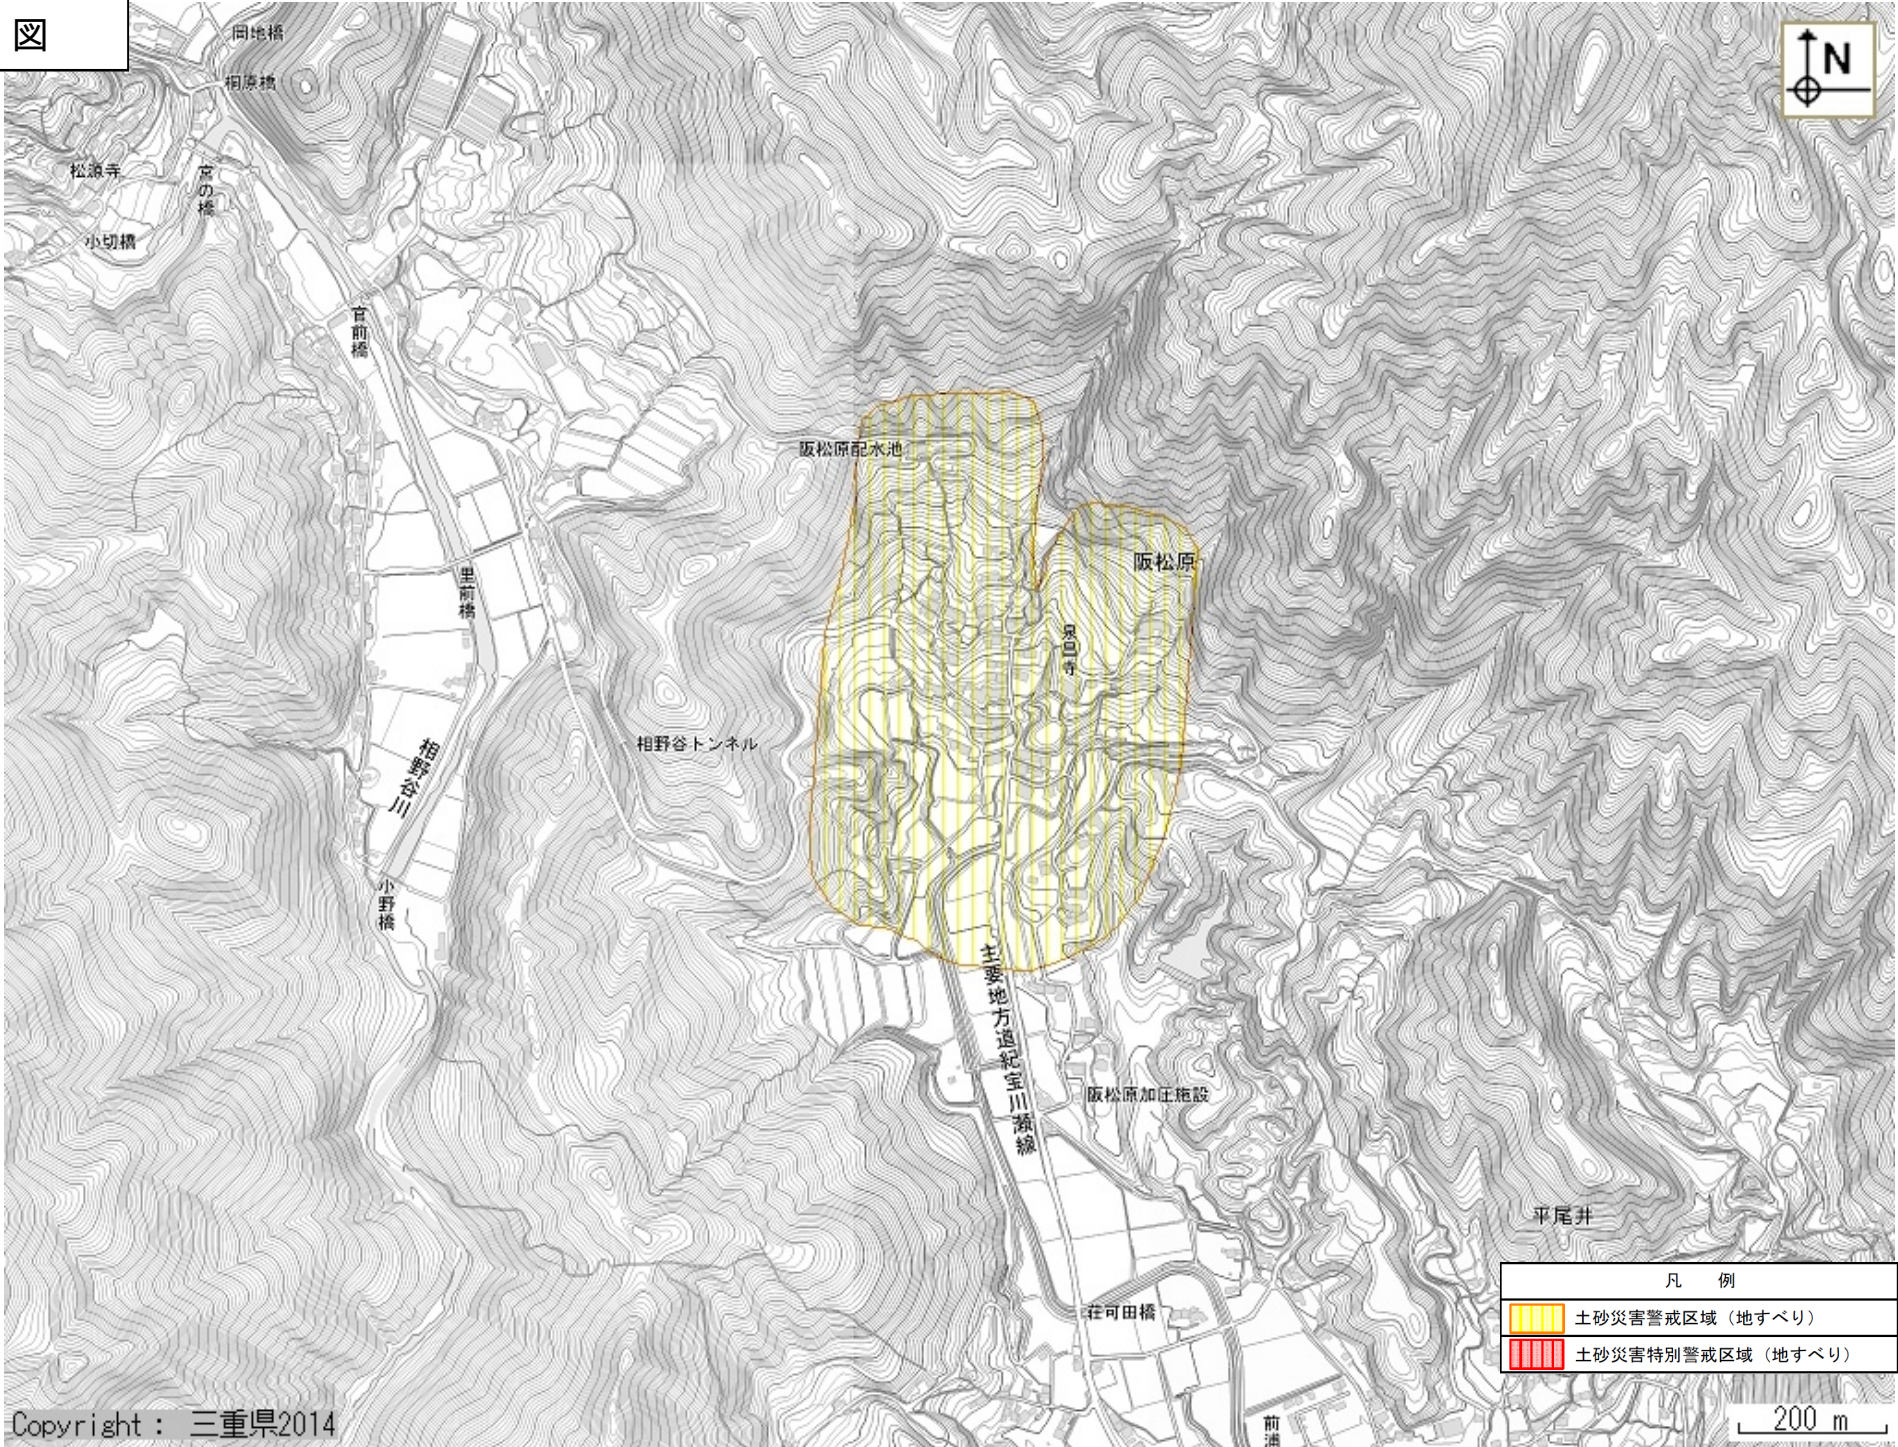 図
岡地橋
桐原橋
N
松源寺
宮の橋
小切橋
官前橋
阪松原配水池
阪松原
里前橋
泉昌寺
相野谷トンネル
相野谷川
小野橋
主要地方道紀宝川瀬線
阪松原加圧施設
平尾井
荘司田橋
前浦
凡 例
土砂災害警戒区域（地すべり）
土砂災害特別警戒区域（地すべり）
200 m
Copyright : 三重県2014